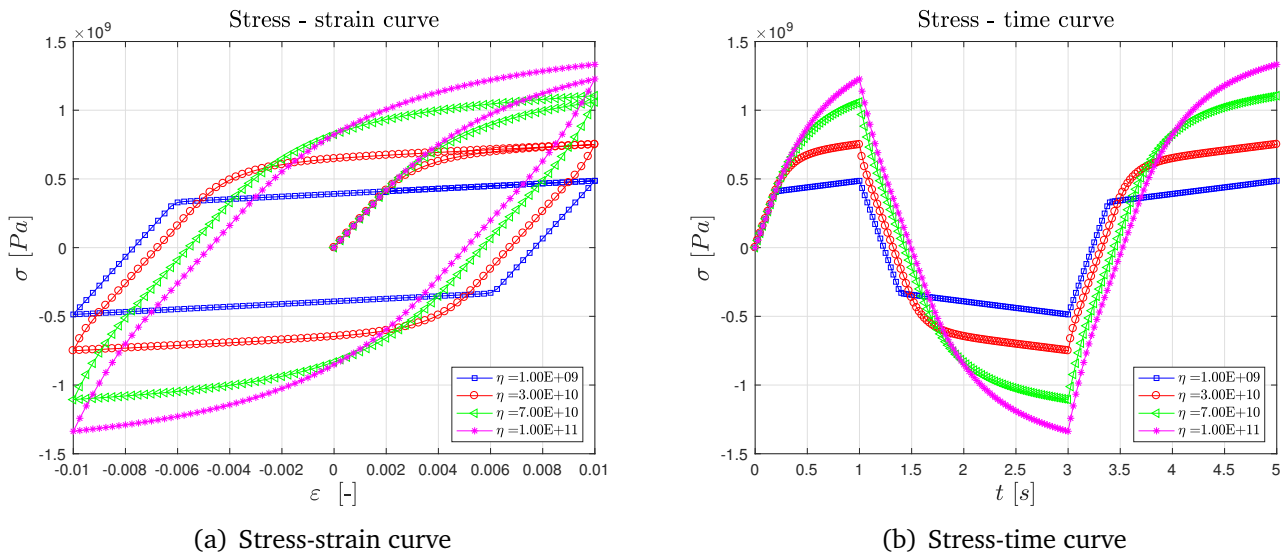 Stress - strain curve
×10⁹
1.5
1
0.5
0
-0.5
-1
-1.5
σ [Pa]
-0.01 -0.008 -0.006 -0.004 -0.002 0 0.002 0.004 0.006 0.008 0.01
ε [-]
η =1.00E+09
η =3.00E+10
η =7.00E+10
η =1.00E+11
(a) Stress-strain curve
Stress - time curve
×10⁹
1.5
1
0.5
0
-0.5
-1
-1.5
σ [Pa]
0 0.5 1 1.5 2 2.5 3 3.5 4 4.5 5
t [s]
η =1.00E+09
η =3.00E+10
η =7.00E+10
η =1.00E+11
(b) Stress-time curve